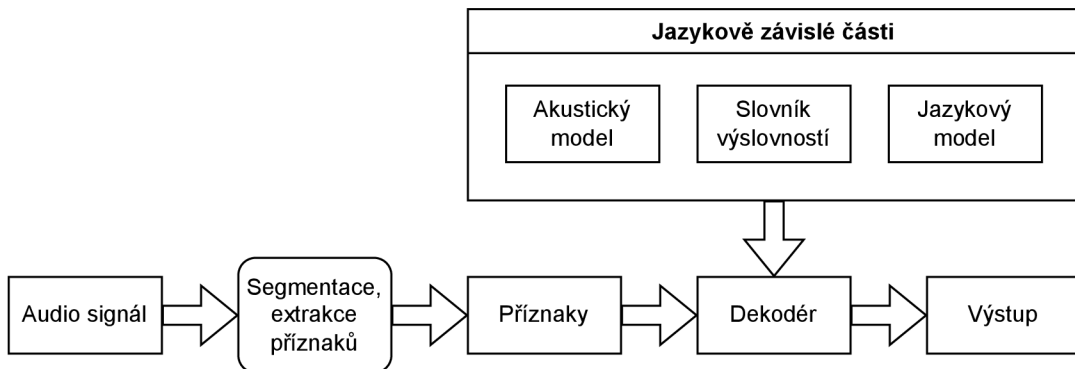 Jazykově závislé části
Akustický
model
Slovník
výslovností
Jazykový
model
Audio signál
Segmentace,
extrakce
příznaků
Příznaky
Dekodér
Výstup